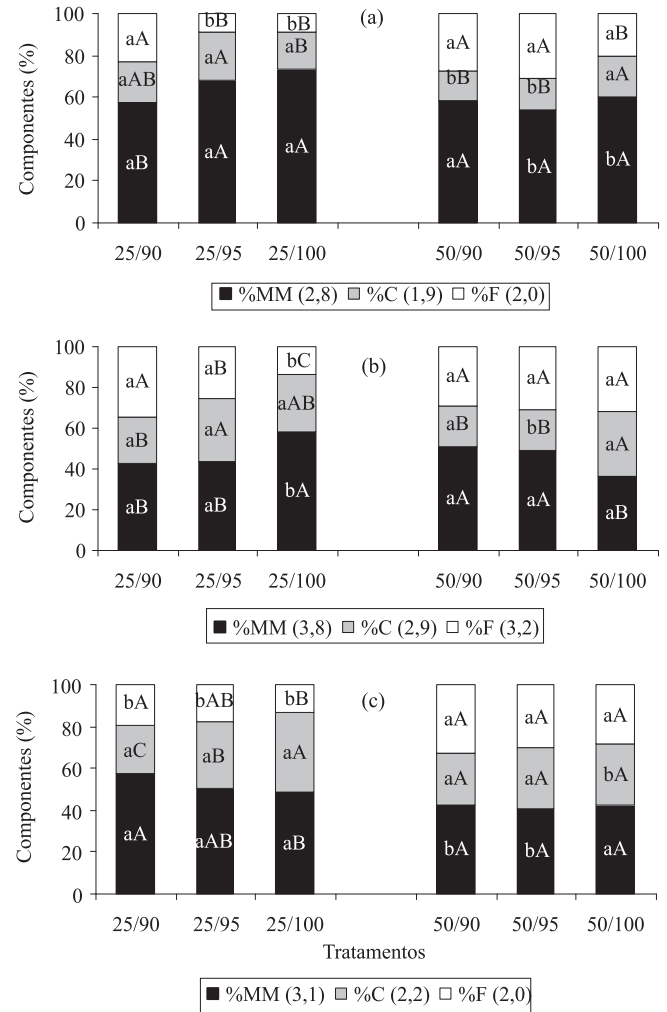 (a)
Componentes (%)
100
80
60
40
20
0
aA bB bB aA aA aB
aAB aA aB bB bB aA
aB aA aA aA bA bA
25/90 25/95 25/100 50/90 50/95 50/100
%MM (2,8) %C (1,9) %F (2,0)
(b)
Componentes (%)
100
80
60
40
20
0
aA aB bC aA aA aA
aB aA aAB aB bB aA
aB aB bA aA aA aB
25/90 25/95 25/100 50/90 50/95 50/100
%MM (3,8) %C (2,9) %F (3,2)
(c)
Componentes (%)
100
80
60
40
20
0
bA bAB bB aA aA aA
aC aB aA aA aA bA
aA aAB aB bA bA aA
25/90 25/95 25/100 50/90 50/95 50/100
Tratamentos
%MM (3,1) %C (2,2) %F (2,0)